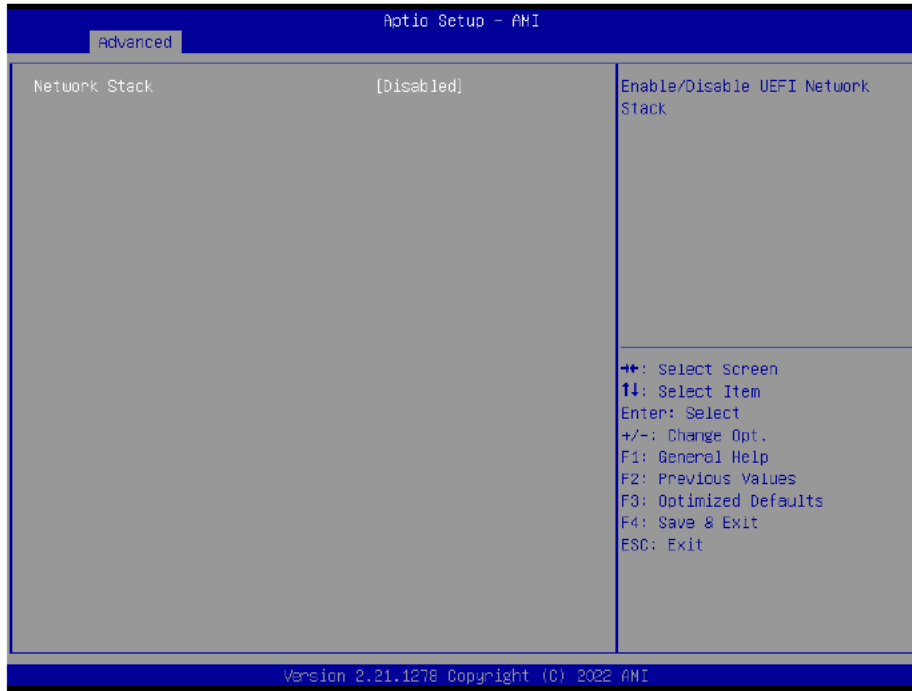 Aptio Setup - AMI
Advanced
Network Stack [Disabled]
Enable/Disable UEFI Network
Stack
→←: Select Screen
↑↓: Select Item
Enter: Select
+/-: Change Opt.
F1: General Help
F2: Previous Values
F3: Optimized Defaults
F4: Save & Exit
ESC: Exit
Version 2.21.1278 Copyright (C) 2022 AMI